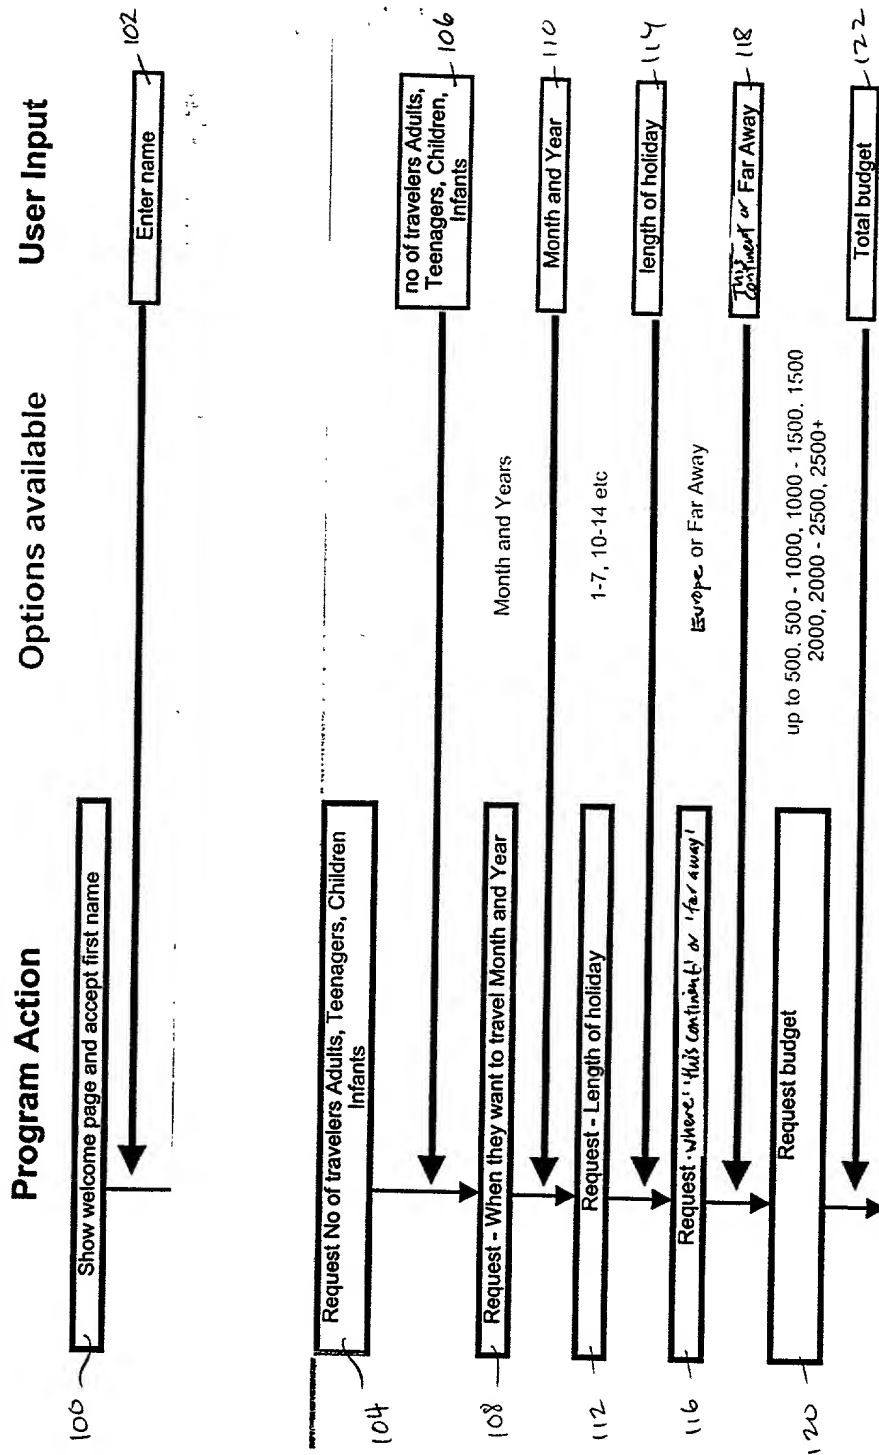 Program Action
Options available
User Input
100
Show welcome page and accept first name
Enter name
102
104
Request No of travelers Adults, Teenagers, Children
Infants
no of travelers Adults,
Teenagers, Children,
Infants
106
108
Request - When they want to travel Month and Year
Month and Years
Month and Year
110
112
Request - Length of holiday
1-7, 10-14 etc
length of holiday
114
116
Request - where 'this continent' or 'far away'
Europe or Far Away
This
continent or Far Away
118
120
Request budget
up to 500. 500 - 1000, 1000 - 1500. 1500
2000, 2000 - 2500, 2500+
Total budget
122